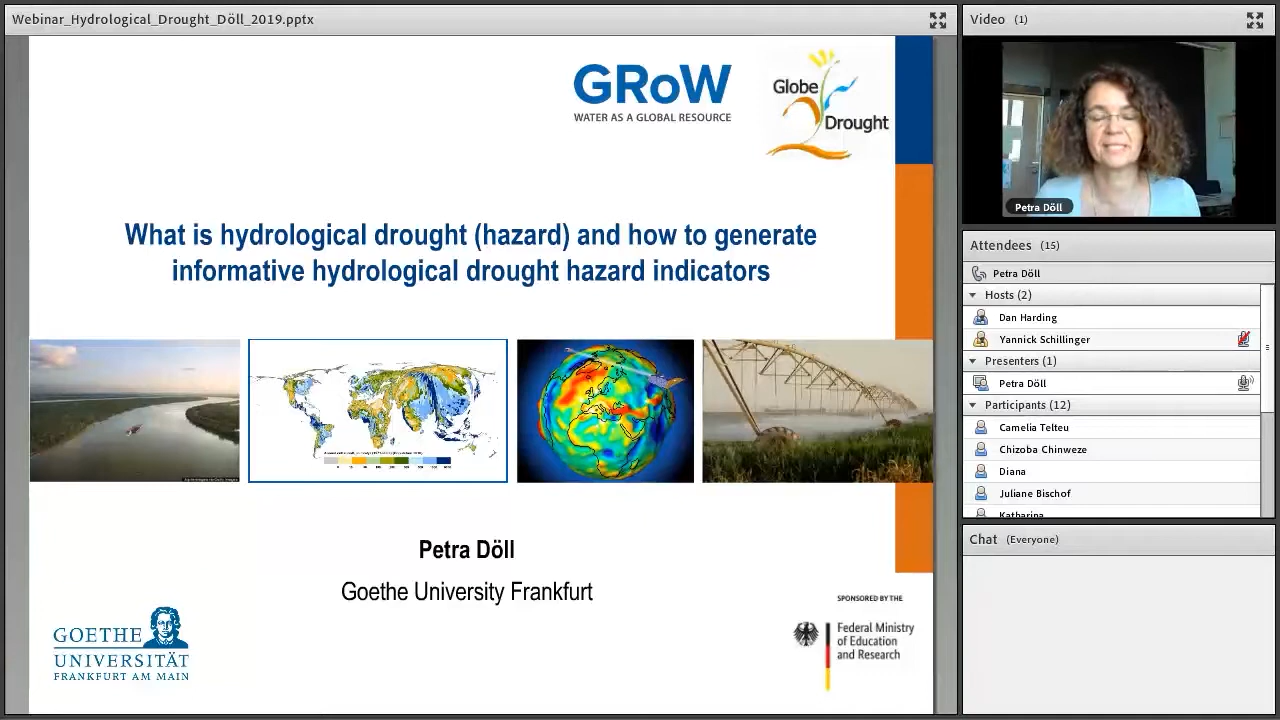 Webinar_Hydrological_Drought_Döll_2019.pptx
GRoW
WATER AS A GLOBAL RESOURCE
Globe
Drought
What is hydrological drought (hazard) and how to generate
informative hydrological drought hazard indicators
Petra Döll
Goethe University Frankfurt
GOETHE
UNIVERSITÄT
FRANKFURT AM MAIN
SPONSORED BY THE
Federal Ministry
of Education
and Research
Video (1)
Petra Döll
Attendees (15)
Petra Döll
Hosts (2)
Dan Harding
Yannick Schillinger
Presenters (1)
Petra Döll
Participants (12)
Camelia Telteu
Chizoba Chinweze
Diana
Juliane Bischof
Katharina
Chat (Everyone)